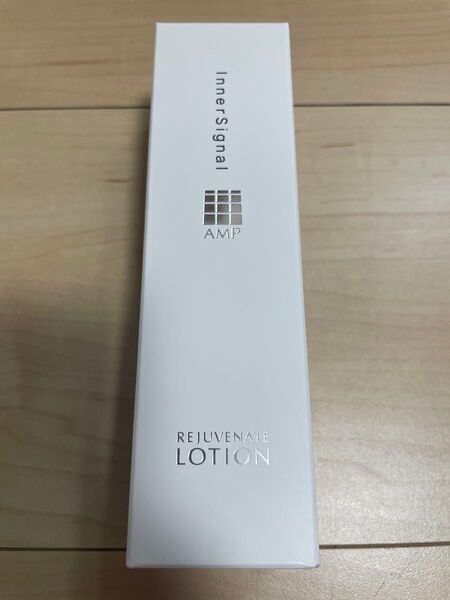 InnerSignal
AMP
REJUVENATE
LOTION